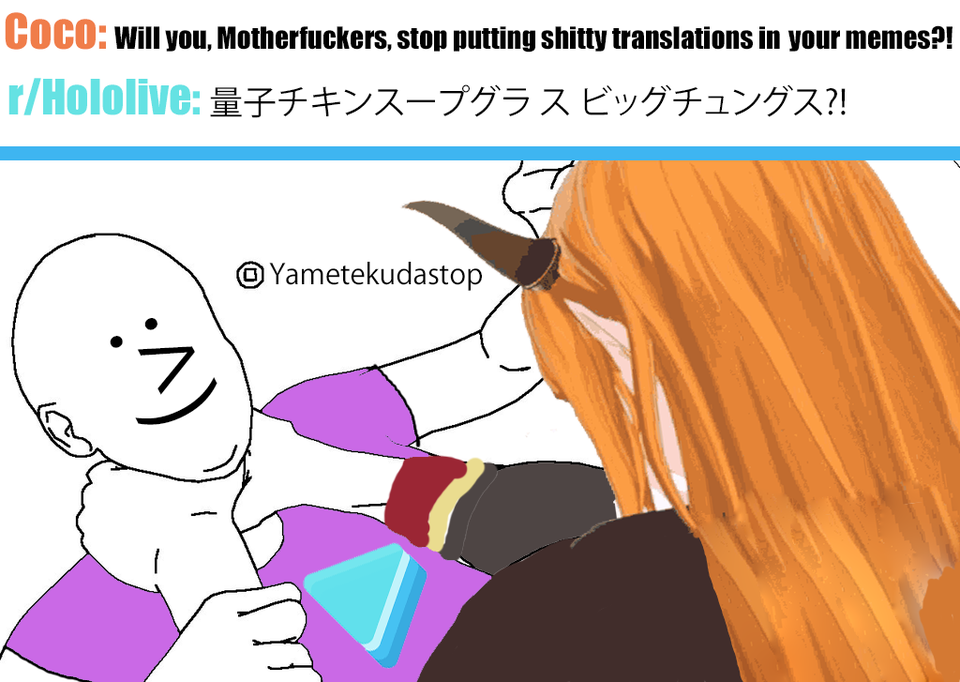 Coco: Will you, Motherfuckers, stop putting shitty translations in your memes?!
r/Hololive: 量子チキンスープグラ ス ビッグチュングス?!
Yametekudastop